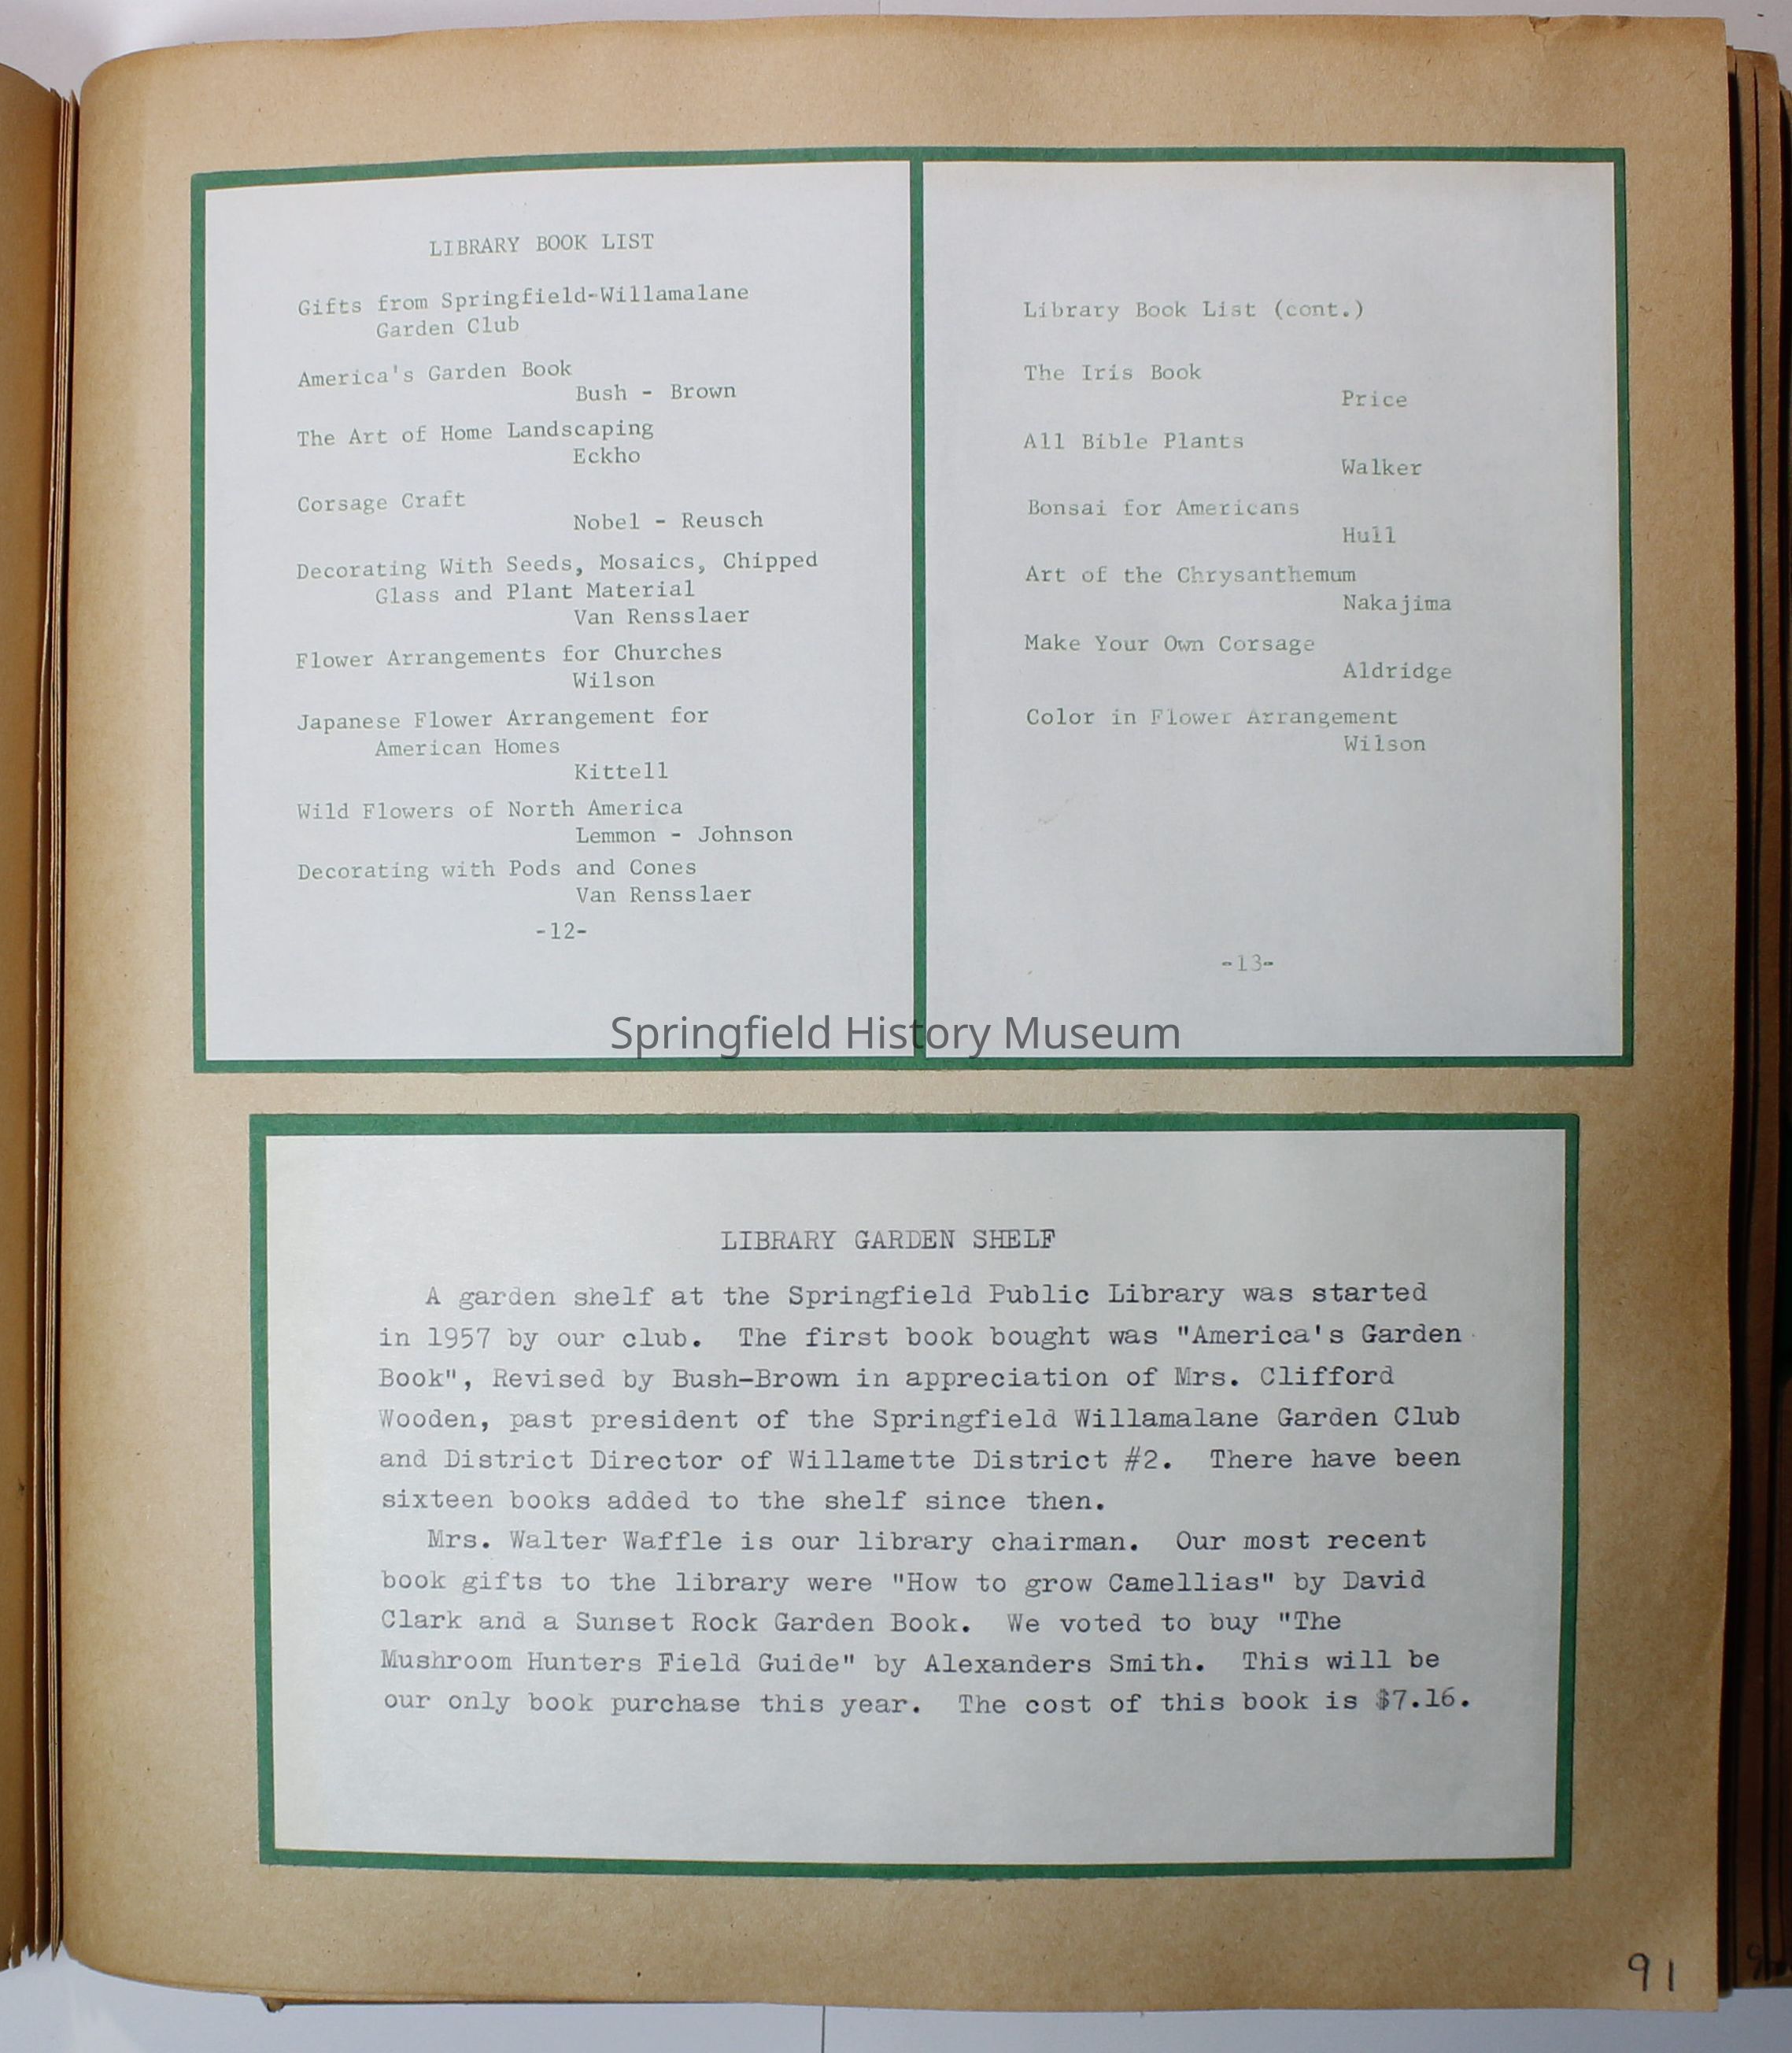 LIBRARY BOOK LIST
Gifts from Springfield-Willamalane
Garden Club
America's Garden Book
Bush - Brown
The Art of Home Landscaping
Eckho
Corsage Craft
Nobel - Reusch
Decorating With Seeds, Mosaics, Chipped
Glass and Plant Material
Van Rensslaer
Flower Arrangements for Churches
Wilson
Japanese Flower Arrangement for
American Homes
Kittell
Wild Flowers of North America
Lemmon - Johnson
Decorating with Pods and Cones
Van Rensslaer
-12-
Library Book List (cont.)
The Iris Book
Price
All Bible Plants
Walker
Bonsai for Americans
Hull
Art of the Chrysanthemum
Nakajima
Make Your Own Corsage
Aldridge
Color in Flower Arrangement
Wilson
-13-
Springfield History Museum
LIBRARY GARDEN SHELF
A garden shelf at the Springfield Public Library was started
in 1957 by our club. The first book bought was "America's Garden
Book", Revised by Bush-Brown in appreciation of Mrs. Clifford
Wooden, past president of the Springfield Willamalane Garden Club
and District Director of Willamette District #2. There have been
sixteen books added to the shelf since then.
Mrs. Walter Waffle is our library chairman. Our most recent
book gifts to the library were "How to grow Camellias" by David
Clark and a Sunset Rock Garden Book. We voted to buy "The
Mushroom Hunters Field Guide" by Alexanders Smith. This will be
our only book purchase this year. The cost of this book is $7.16.
91